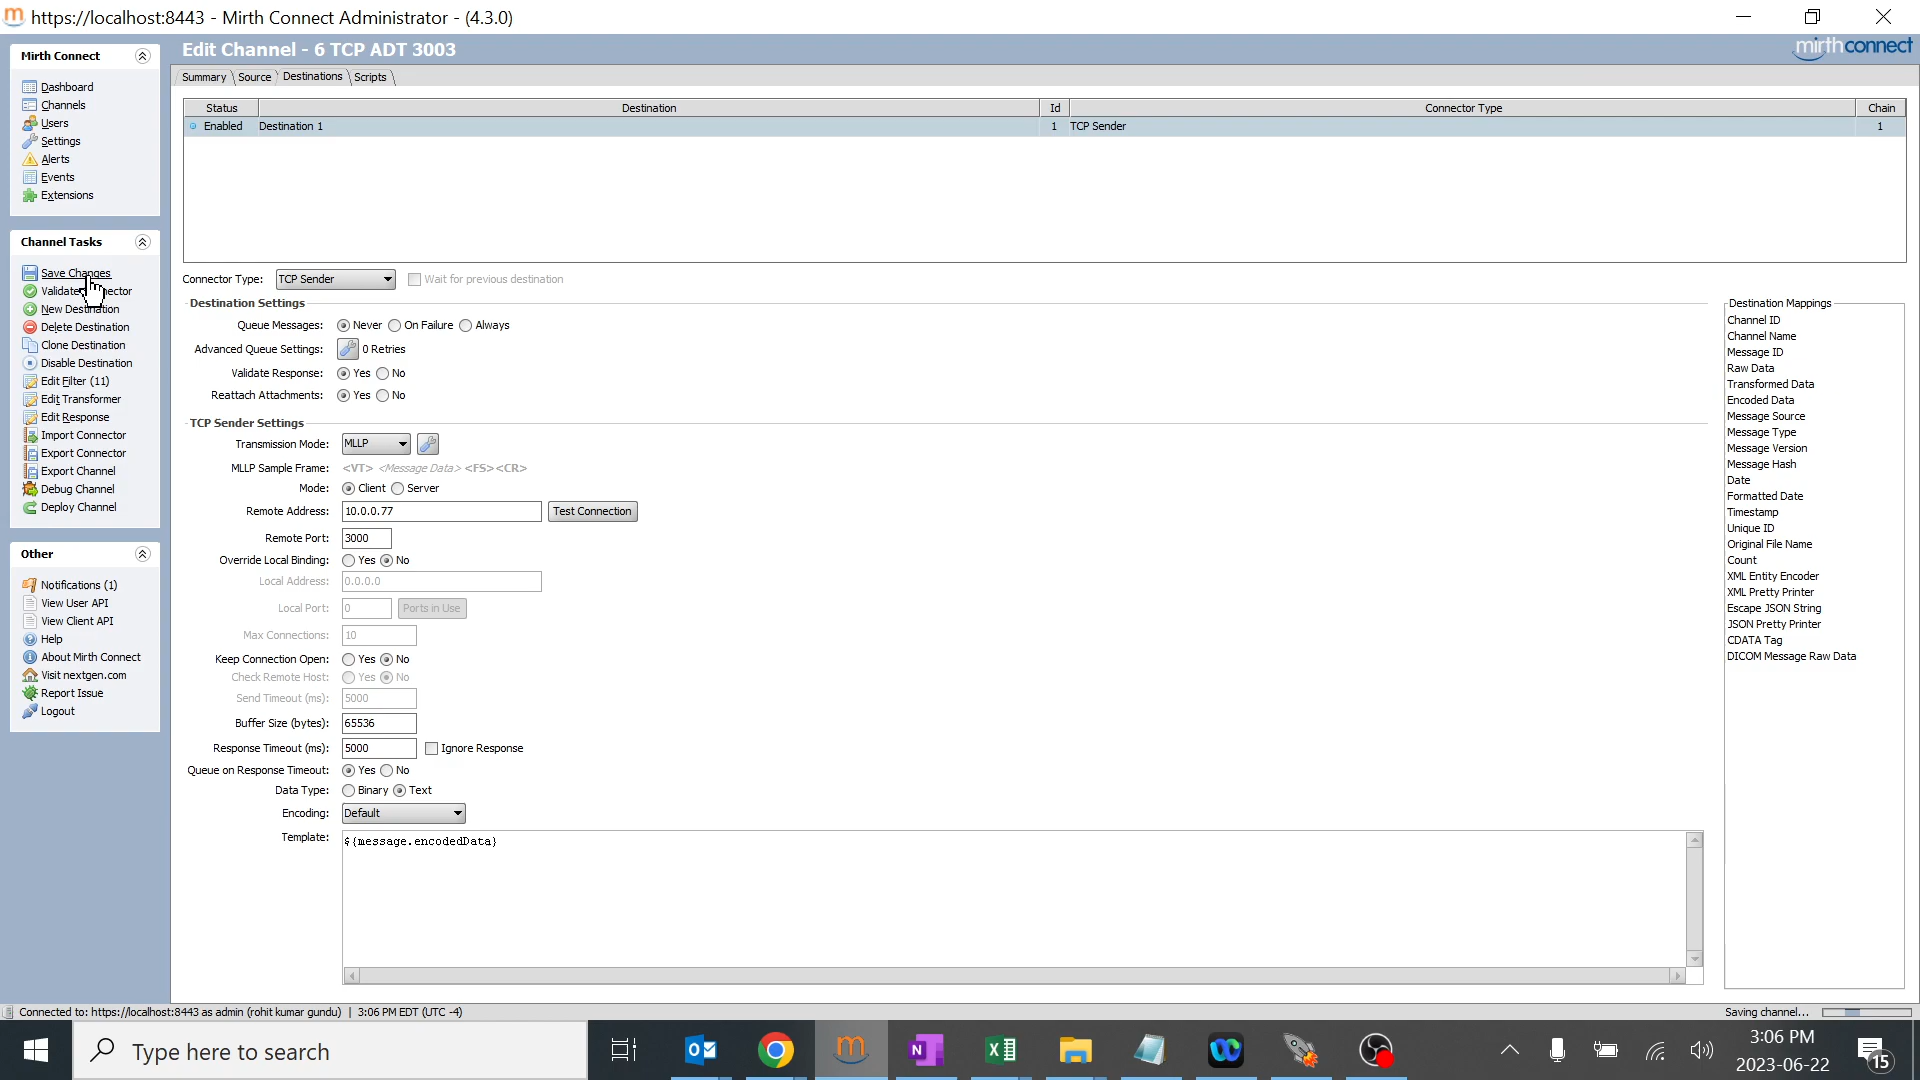 https://localhost:8443 - Mirth Connect Administrator - (4.3.0)
Mirth Connect
Dashboard
Channels
Users
Settings
Alerts
Events
Extensions
Channel Tasks
Save Changes
Validate nector
New Destination
Delete Destination
Clone Destination
Disable Destination
Edit Filter (11)
Edit Transformer
Edit Response
Import Connector
Export Connector
Export Channel
Debug Channel
Deploy Channel
Other
Notifications (1)
View User API
View Client API
Help
About Mirth Connect
Visit nextgen.com
Report Issue
Logout
Edit Channel - 6 TCP ADT 3003
mirthconnect
Summary Source Destinations Scripts
Status Destination Id Connector Type Chain
Enabled Destination 1 1 TCP Sender 1
Connector Type: TCP Sender Wait for previous destination
Destination Settings
Queue Messages: Never On Failure Always
Advanced Queue Settings: 0 Retries
Validate Response: Yes No
Reattach Attachments: Yes No
TCP Sender Settings
Transmission Mode: MLLP
MLLP Sample Frame: <VT> <Message Data> <FS><CR>
Mode: Client Server
Remote Address: 10.0.0.77 Test Connection
Remote Port: 3000
Override Local Binding: Yes No
Local Address: 0.0.0.0
Local Port: 0 Ports in Use
Max Connections: 10
Keep Connection Open: Yes No
Check Remote Host: Yes No
Send Timeout (ms): 5000
Buffer Size (bytes): 65536
Response Timeout (ms): 5000 Ignore Response
Queue on Response Timeout: Yes No
Data Type: Binary Text
Encoding: Default
Template: ${message.encodedData}
Destination Mappings
Channel ID
Channel Name
Message ID
Raw Data
Transformed Data
Encoded Data
Message Source
Message Type
Message Version
Message Hash
Date
Formatted Date
Timestamp
Unique ID
Original File Name
Count
XML Entity Encoder
XML Pretty Printer
Escape JSON String
JSON Pretty Printer
CDATA Tag
DICOM Message Raw Data
Connected to: https://localhost:8443 as admin (rohit kumar gundu) | 3:06 PM EDT (UTC -4)
Saving channel...
Type here to search
3:06 PM
2023-06-22
15